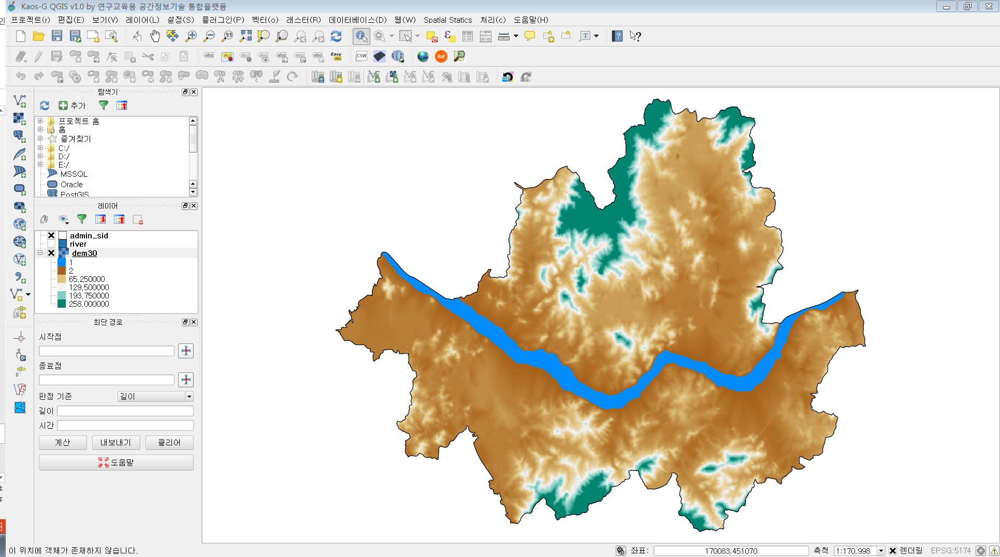 Kaos-G QGIS v1.0 by 연구교육용 공간정보기술 통합플랫폼
프로젝트(r) 편집(E) 보기(V) 레이어(L) 설정(S) 플러그인(P) 벡터(o) 래스터(R) 데이터베이스(D) 웹(W) Spatial Statics 처리(c) 도움말(H)
1:1
T
?
abc
Easy
CSW
Ref
탐색기
추가
프로젝트 홈
홈
즐겨찾기
C:/
D:/
E:/
MSSQL
Oracle
PostGIS
레이어
admin_sid
river
dem30
1
2
65,250000
129,500000
193,750000
258,000000
최단 경로
시작점
종료점
판정 기준 길이
길이
시간
계산 내보내기 클리어
도움말
이 위치에 객체가 존재하지 않습니다.
좌표: 170083,451070 축척 1:170,998 렌더링 EPSG:5174